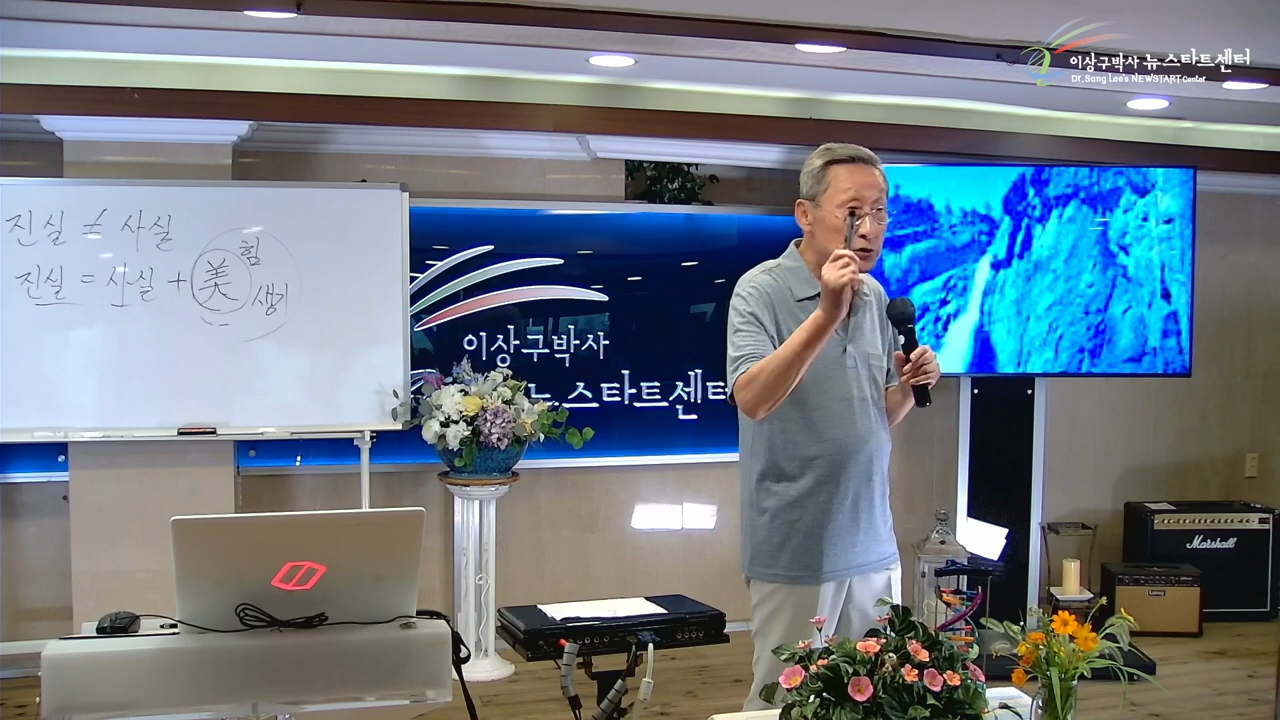 이상구박사 뉴스타트센터
Dr. Sang Lee's NEWSTART Center
진실 ≠ 사실
진실 = 사실 + 美 힘
생기
이상구박사
뉴스타트센터
Marshall
Laney